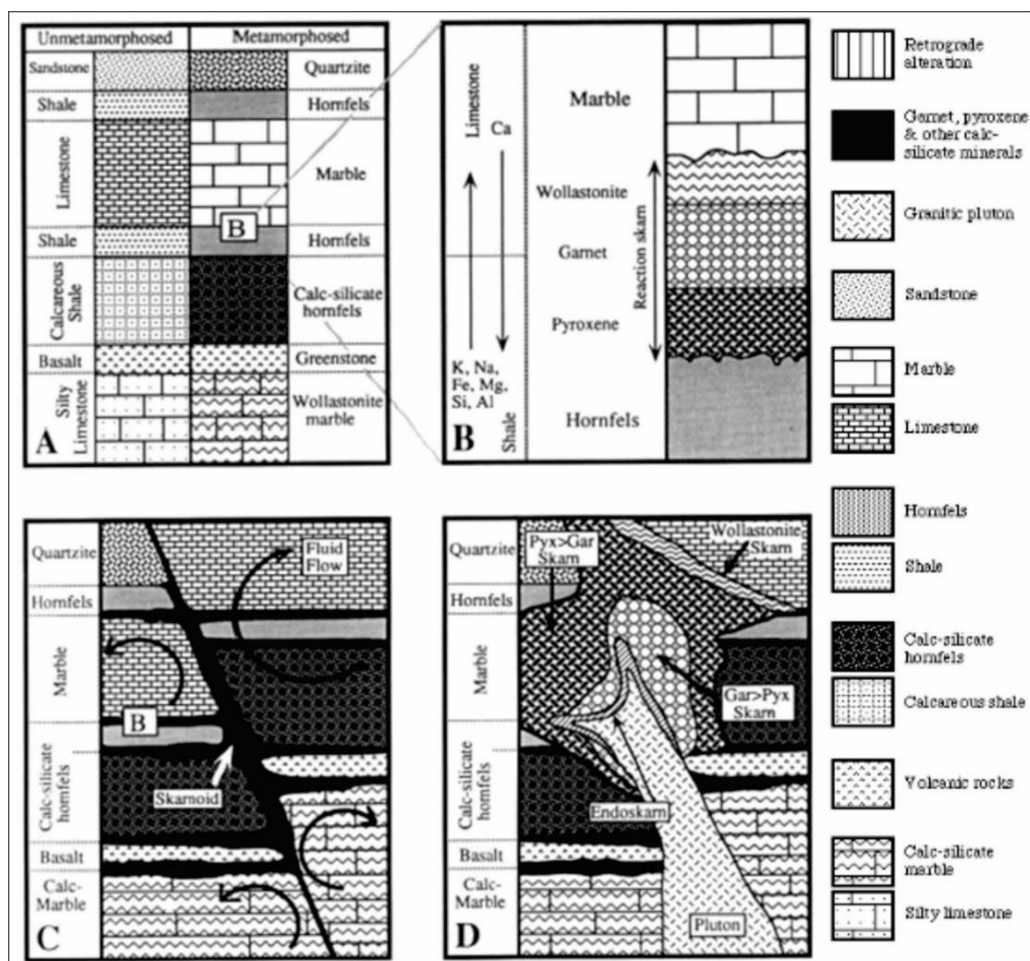 Unmetamorphosed
Metamorphosed
Sandstone
Quartzite
Shale
Hornfels
Limestone
Marble
B
Shale
Hornfels
Calcareous
Shale
Calc-silicate
hornfels
Basalt
Greenstone
Silty
Limestone
Wollastonite
marble
A
Limestone
Ca
Marble
Wollastonite
Garnet
Reaction skarn
Pyroxene
K, Na,
Fe, Mg,
Si, Al
Shale
Hornfels
B
Quartzite
Hornfels
Marble
Calc-silicate
hornfels
Basalt
Calc-
Marble
Fluid
Flow
B
Skarnoid
C
Quartzite
Hornfels
Marble
Calc-silicate
hornfels
Basalt
Calc-
Marble
Pyx>Gar
Skarn
Wollastonite
Skarn
Gar>Pyx
Skarn
Endoskarn
Pluton
D
Retrograde
alteration
Garnet, pyroxene
& other calc-
silicate minerals
Granitic pluton
Sandstone
Marble
Limestone
Hornfels
Shale
Calc-silicate
hornfels
Calcareous shale
Volcanic rocks
Calc-silicate
marble
Silty limestone